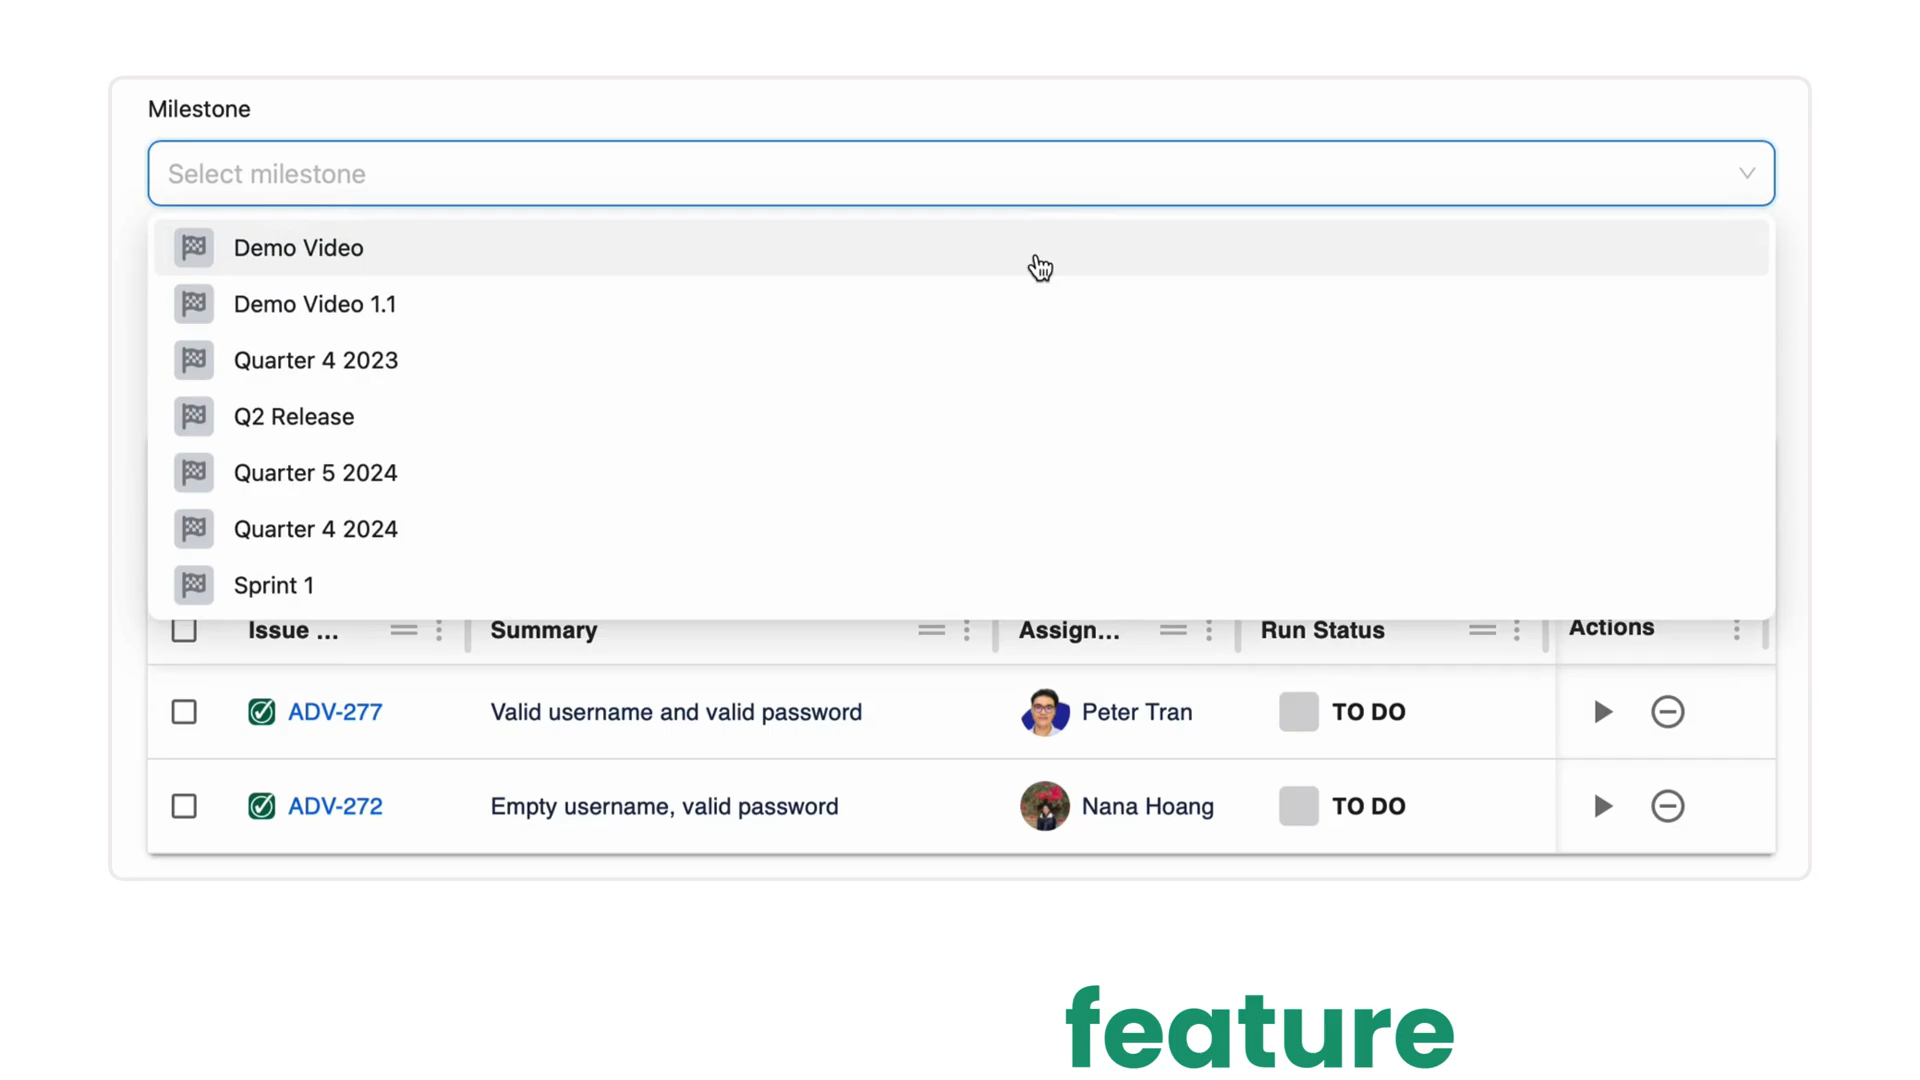 Milestone
Select milestone
Demo Video
Demo Video 1.1
Quarter 4 2023
Q2 Release
Quarter 5 2024
Quarter 4 2024
Sprint 1
Issue ... Summary Assign... Run Status Actions
ADV-277 Valid username and valid password Peter Tran TO DO
ADV-272 Empty username, valid password Nana Hoang TO DO
feature